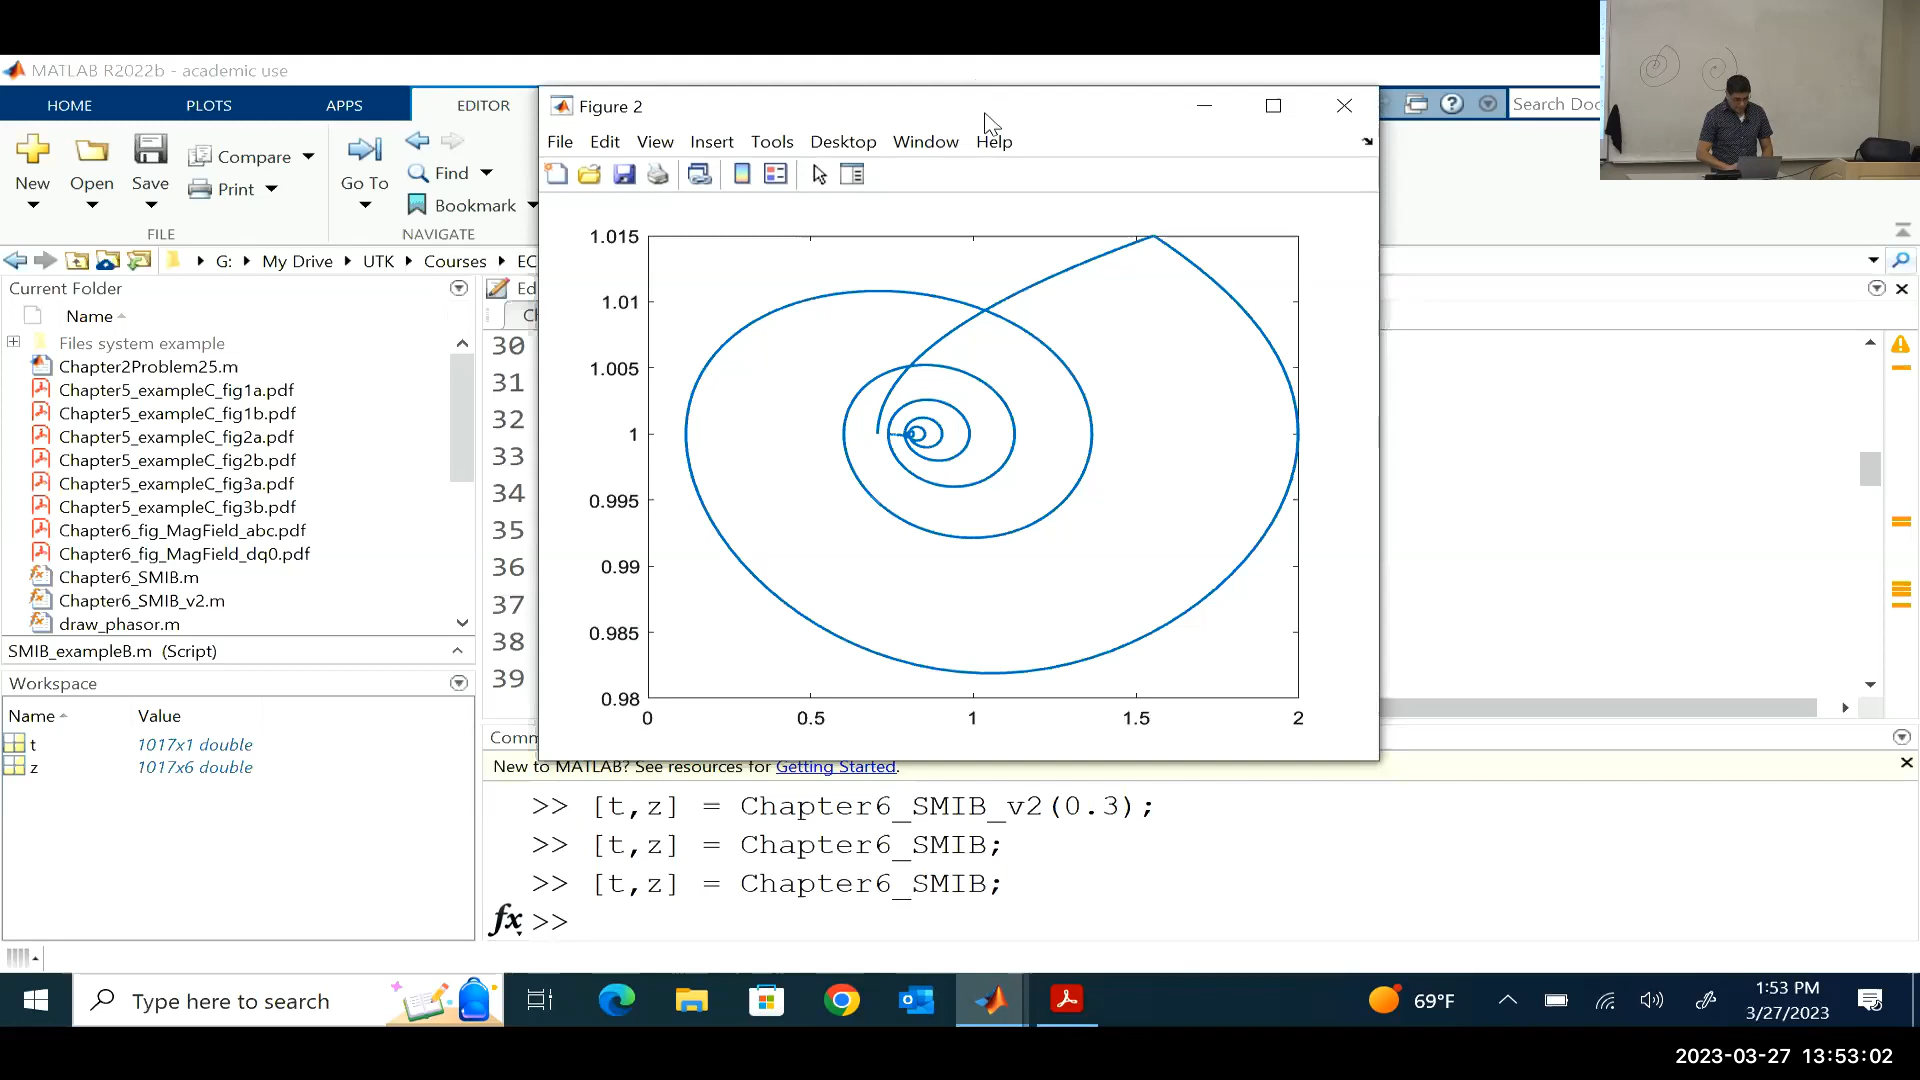 MATLAB R2022b - academic use
HOME PLOTS APPS EDITOR
Search Doc
Figure 2
File Edit View Insert Tools Desktop Window Help
New Open Save Compare Print Go To Find Bookmark
FILE NAVIGATE
G: My Drive UTK Courses EC
Current Folder
Name
Files system example
Chapter2Problem25.m
Chapter5_exampleC_fig1a.pdf
Chapter5_exampleC_fig1b.pdf
Chapter5_exampleC_fig2a.pdf
Chapter5_exampleC_fig2b.pdf
Chapter5_exampleC_fig3a.pdf
Chapter5_exampleC_fig3b.pdf
Chapter6_fig_MagField_abc.pdf
Chapter6_fig_MagField_dq0.pdf
Chapter6_SMIB.m
Chapter6_SMIB_v2.m
draw_phasor.m
SMIB_exampleB.m (Script)
Workspace
Name Value
t 1017x1 double
z 1017x6 double
Ed
Ch
30
31
32
33
34
35
36
37
38
39
1.015
1.01
1.005
1
0.995
0.99
0.985
0.98
0 0.5 1 1.5 2
Comm
New to MATLAB? See resources for Getting Started.
>> [t,z] = Chapter6_SMIB_v2(0.3);
>> [t,z] = Chapter6_SMIB;
>> [t,z] = Chapter6_SMIB;
fx >>
Type here to search
69°F
1:53 PM
3/27/2023
2023-03-27 13:53:02